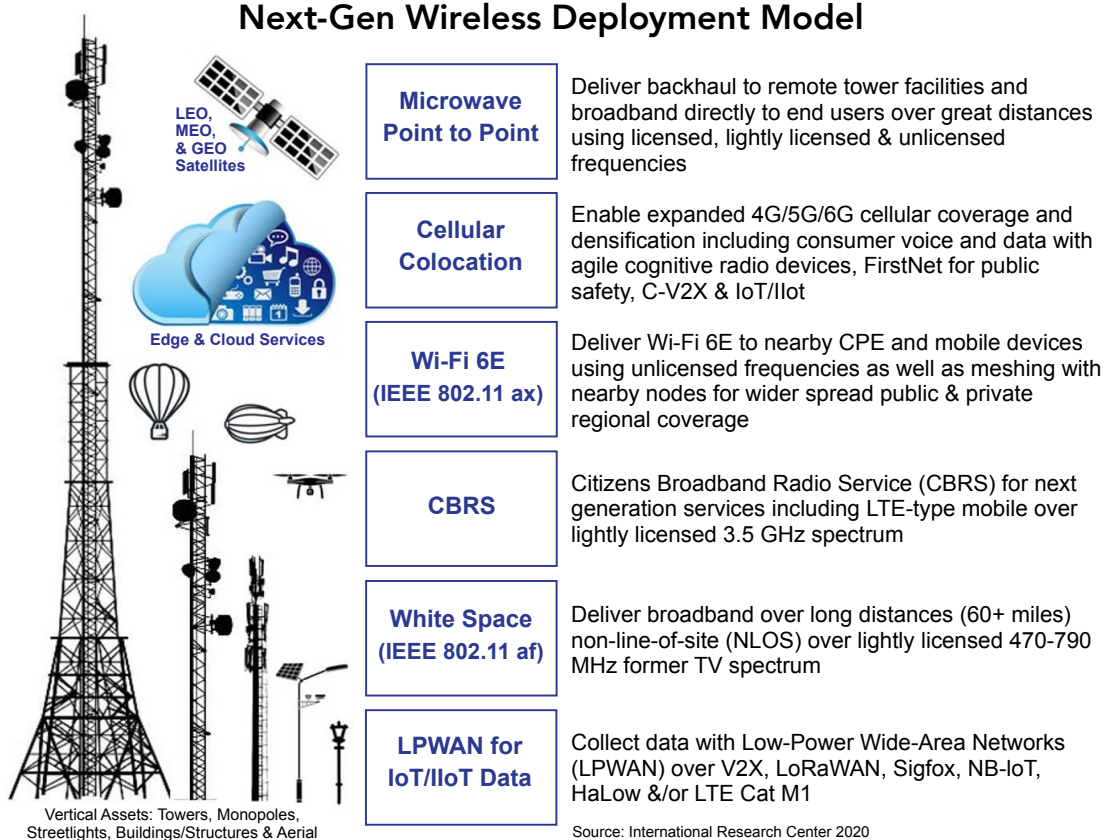 Next-Gen Wireless Deployment Model
LEO,
MEO,
& GEO
Satellites
Edge & Cloud Services
Vertical Assets: Towers, Monopoles,
Streetlights, Buildings/Structures & Aerial
Microwave
Point to Point
Deliver backhaul to remote tower facilities and
broadband directly to end users over great distances
using licensed, lightly licensed & unlicensed
frequencies
Cellular
Colocation
Enable expanded 4G/5G/6G cellular coverage and
densification including consumer voice and data with
agile cognitive radio devices, FirstNet for public
safety, C-V2X & IoT/IIot
Wi-Fi 6E
(IEEE 802.11 ax)
Deliver Wi-Fi 6E to nearby CPE and mobile devices
using unlicensed frequencies as well as meshing with
nearby nodes for wider spread public & private
regional coverage
CBRS
Citizens Broadband Radio Service (CBRS) for next
generation services including LTE-type mobile over
lightly licensed 3.5 GHz spectrum
White Space
(IEEE 802.11 af)
Deliver broadband over long distances (60+ miles)
non-line-of-site (NLOS) over lightly licensed 470-790
MHz former TV spectrum
LPWAN for
IoT/IIoT Data
Collect data with Low-Power Wide-Area Networks
(LPWAN) over V2X, LoRaWAN, Sigfox, NB-IoT,
HaLow &/or LTE Cat M1
Source: International Research Center 2020